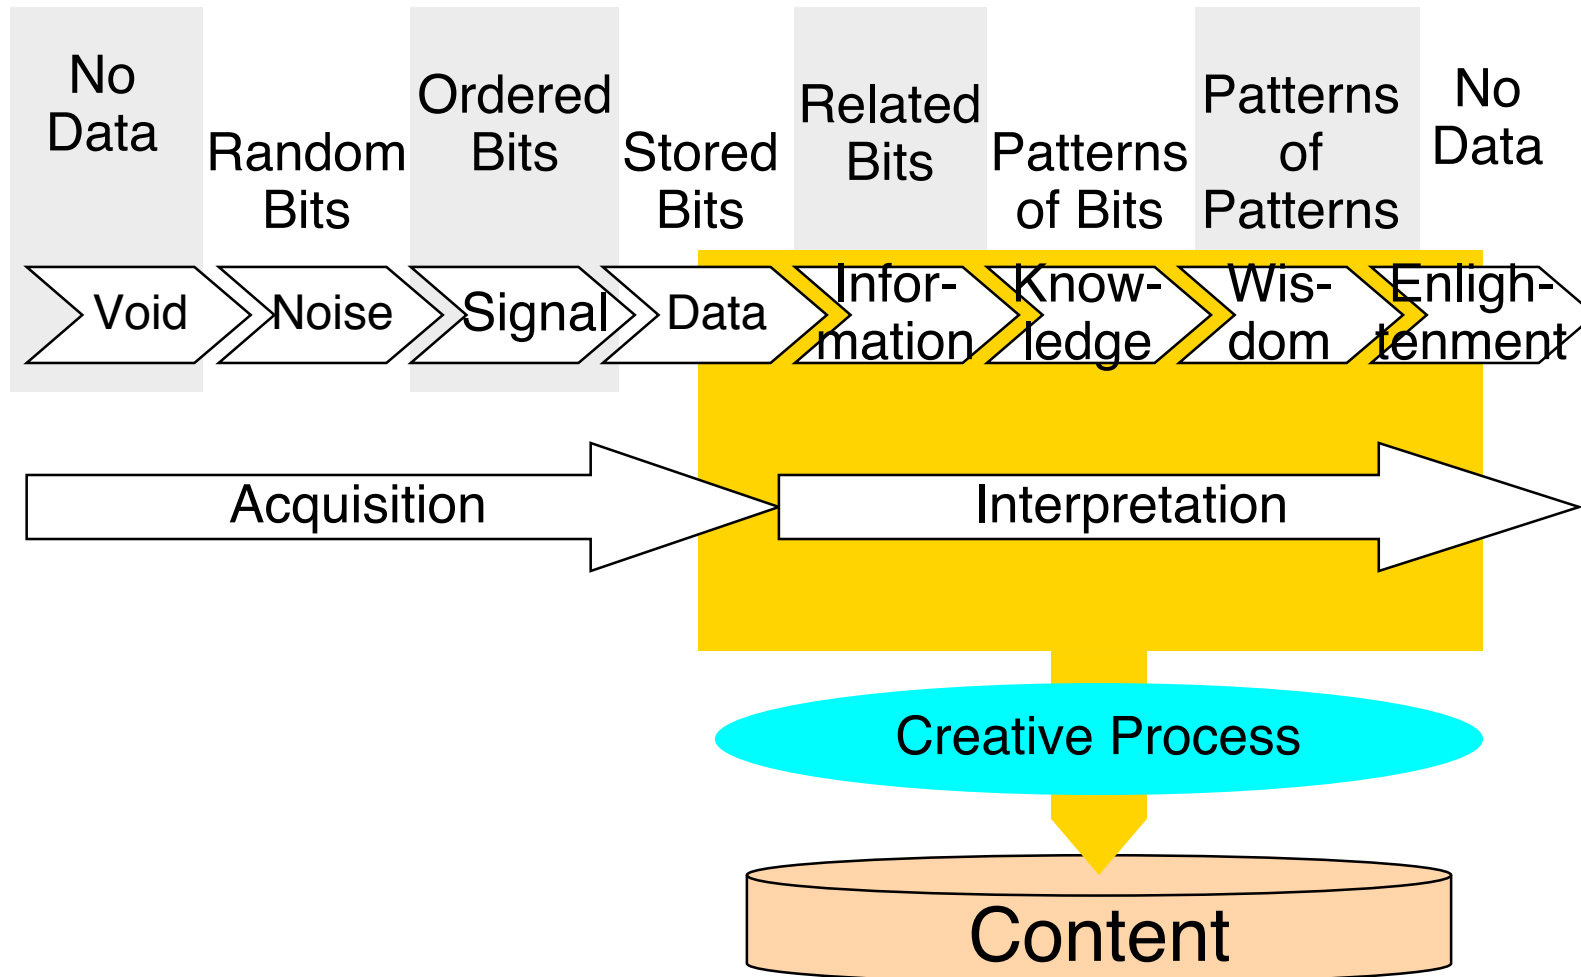 No
Data
Random
Bits
Ordered
Bits
Stored
Bits
Related
Bits
Patterns
of Bits
Patterns
of
Patterns
No
Data
Void
Noise
Signal
Data
Infor-
mation
Know-
ledge
Wis-
dom
Enligh-
tenment
Acquisition
Interpretation
Creative Process
Content